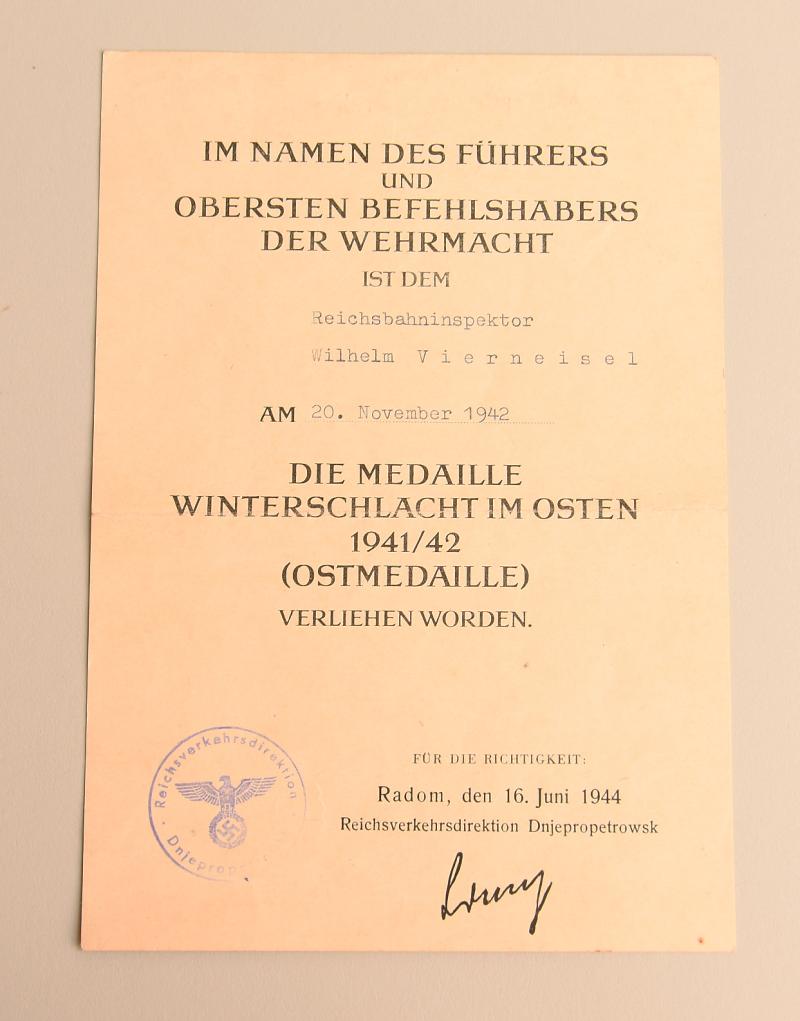 IM NAMEN DES FÜHRERS
UND
OBERSTEN BEFEHLSHABERS
DER WEHRMACHT
IST DEM
Reichsbahninspektor
Wilhelm V i e r n e i s e l
AM 20. November 1942
DIE MEDAILLE
WINTERSCHLACHT IM OSTEN
1941/42
(OSTMEDAILLE)
VERLIEHEN WORDEN.
FÜR DIE RICHTIGKEIT:
Radom, den 16. Juni 1944
Reichsverkehrsdirektion Dnjepropetrowsk
Reichsverkehrsdirektion